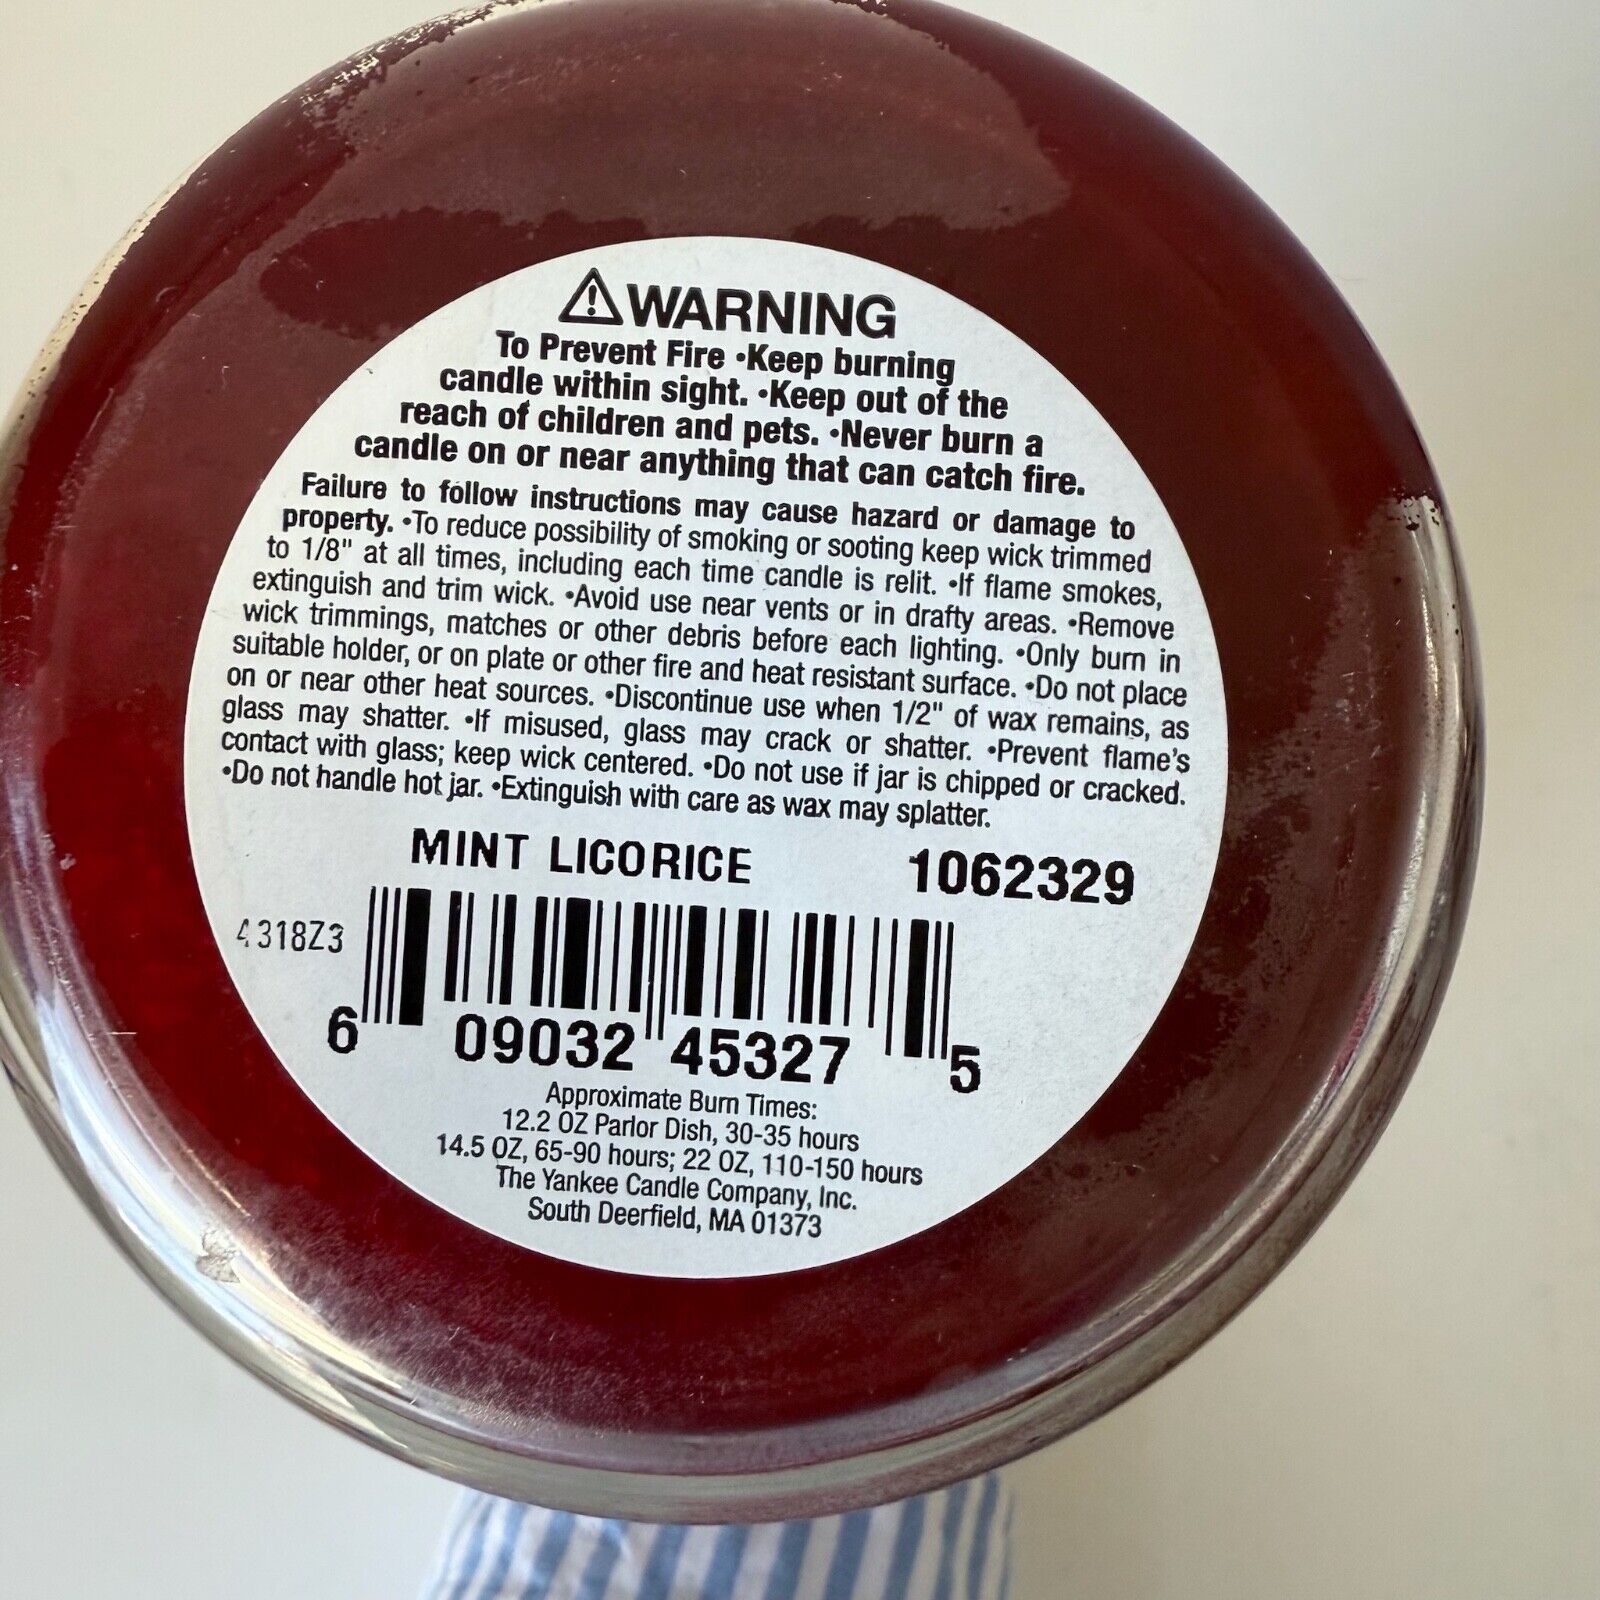 ⚠WARNING
To Prevent Fire •Keep burning
candle within sight. •Keep out of the
reach of children and pets. •Never burn a
candle on or near anything that can catch fire.
Failure to follow instructions may cause hazard or damage to
property. •To reduce possibility of smoking or sooting keep wick trimmed
to 1/8" at all times, including each time candle is relit. •If flame smokes,
extinguish and trim wick. •Avoid use near vents or in drafty areas. •Remove
wick trimmings, matches or other debris before each lighting. •Only burn in
suitable holder, or on plate or other fire and heat resistant surface. •Do not place
on or near other heat sources. •Discontinue use when 1/2" of wax remains, as
glass may shatter. •If misused, glass may crack or shatter. •Prevent flame's
contact with glass; keep wick centered. •Do not use if jar is chipped or cracked.
•Do not handle hot jar. •Extinguish with care as wax may splatter.
MINT LICORICE 1062329
4318Z3
6 09032 45327 5
Approximate Burn Times:
12.2 OZ Parlor Dish, 30-35 hours
14.5 OZ, 65-90 hours; 22 OZ, 110-150 hours
The Yankee Candle Company, Inc.
South Deerfield, MA 01373